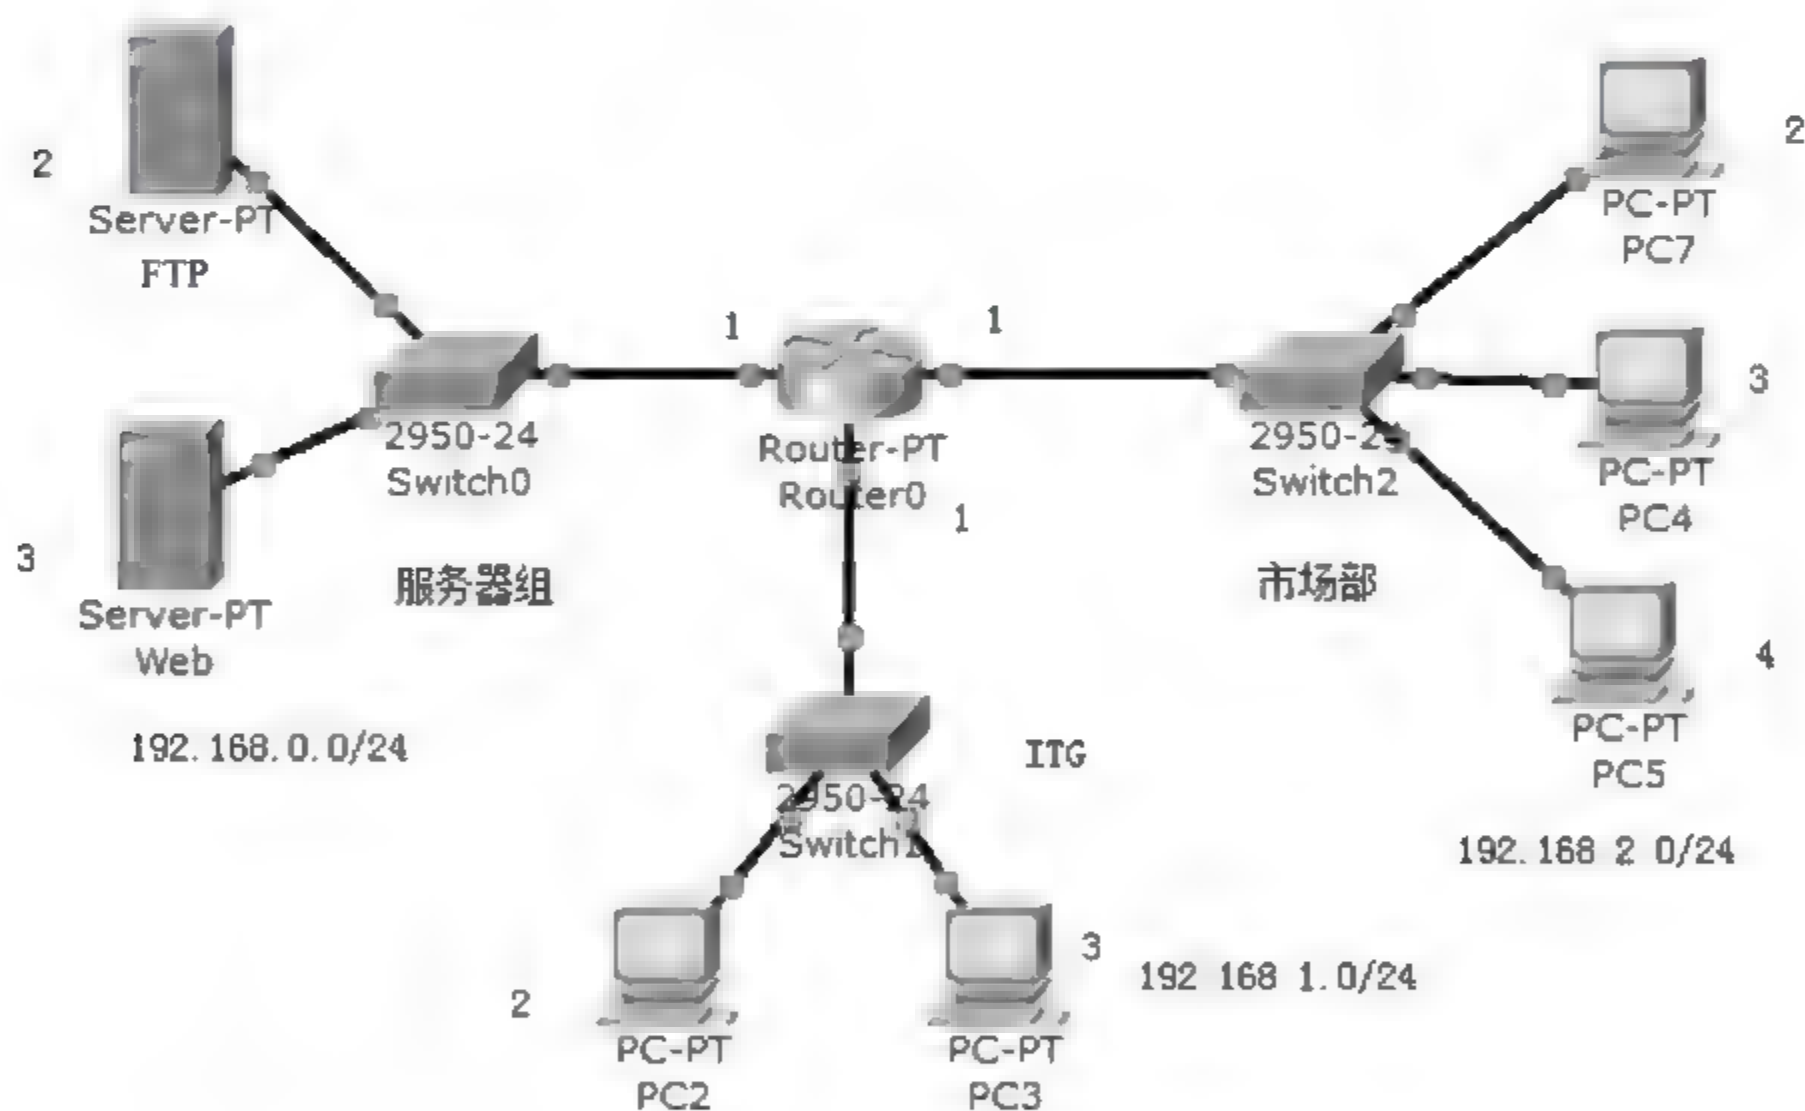 2
Server-PT
FTP
3
Server-PT
Web
192.168.0.0/24
2950-24
Switch0
服务器组
1
1
Router-PT
Router0
1
2950-24
Switch2
市场部
2
PC-PT
PC7
3
PC-PT
PC4
4
PC-PT
PC5
192.168 2 0/24
ITG
2950-24
Switch1
2
PC-PT
PC2
3
PC-PT
PC3
192 168 1.0/24